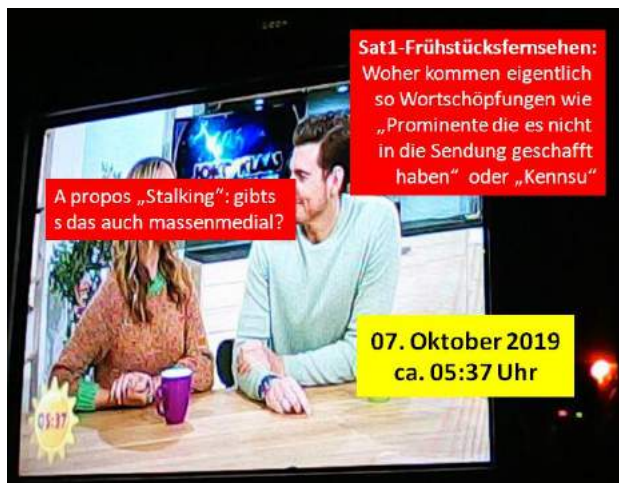 Sat1-Frühstücksfernsehen:
Woher kommen eigentlich
so Wortschöpfungen wie
„Prominente die es nicht
in die Sendung geschafft
haben“ oder „Kennsu“
A propos „Stalking“: gibts
s das auch massenmedial?
07. Oktober 2019
ca. 05:37 Uhr
05:37